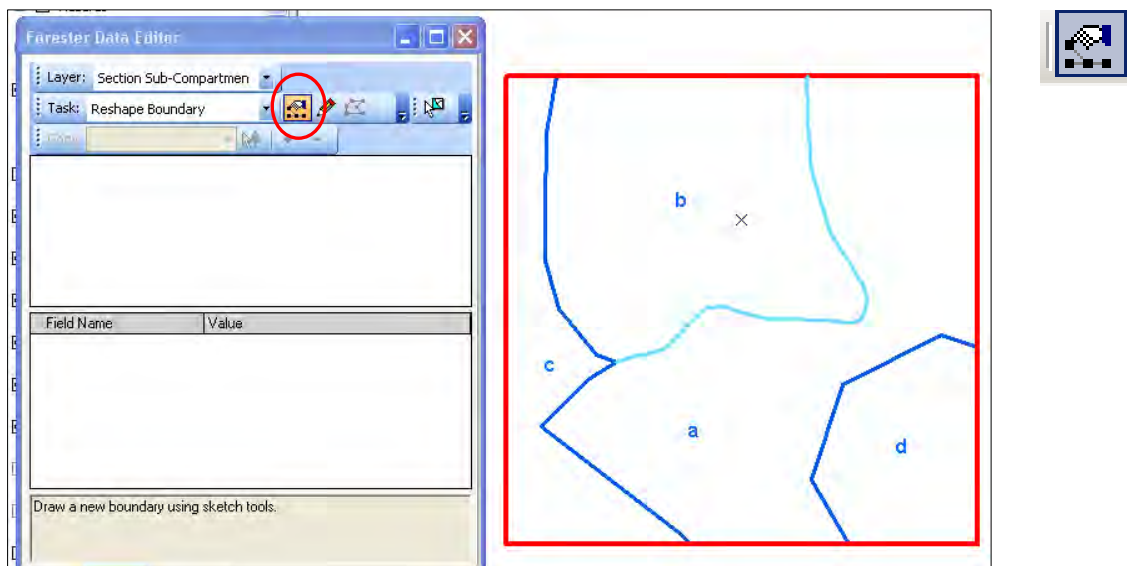 Forester Data Editor
Layer: Section Sub-Compartmen
Task: Reshape Boundary
Field Name Value
Draw a new boundary using sketch tools.
b
c
a
d